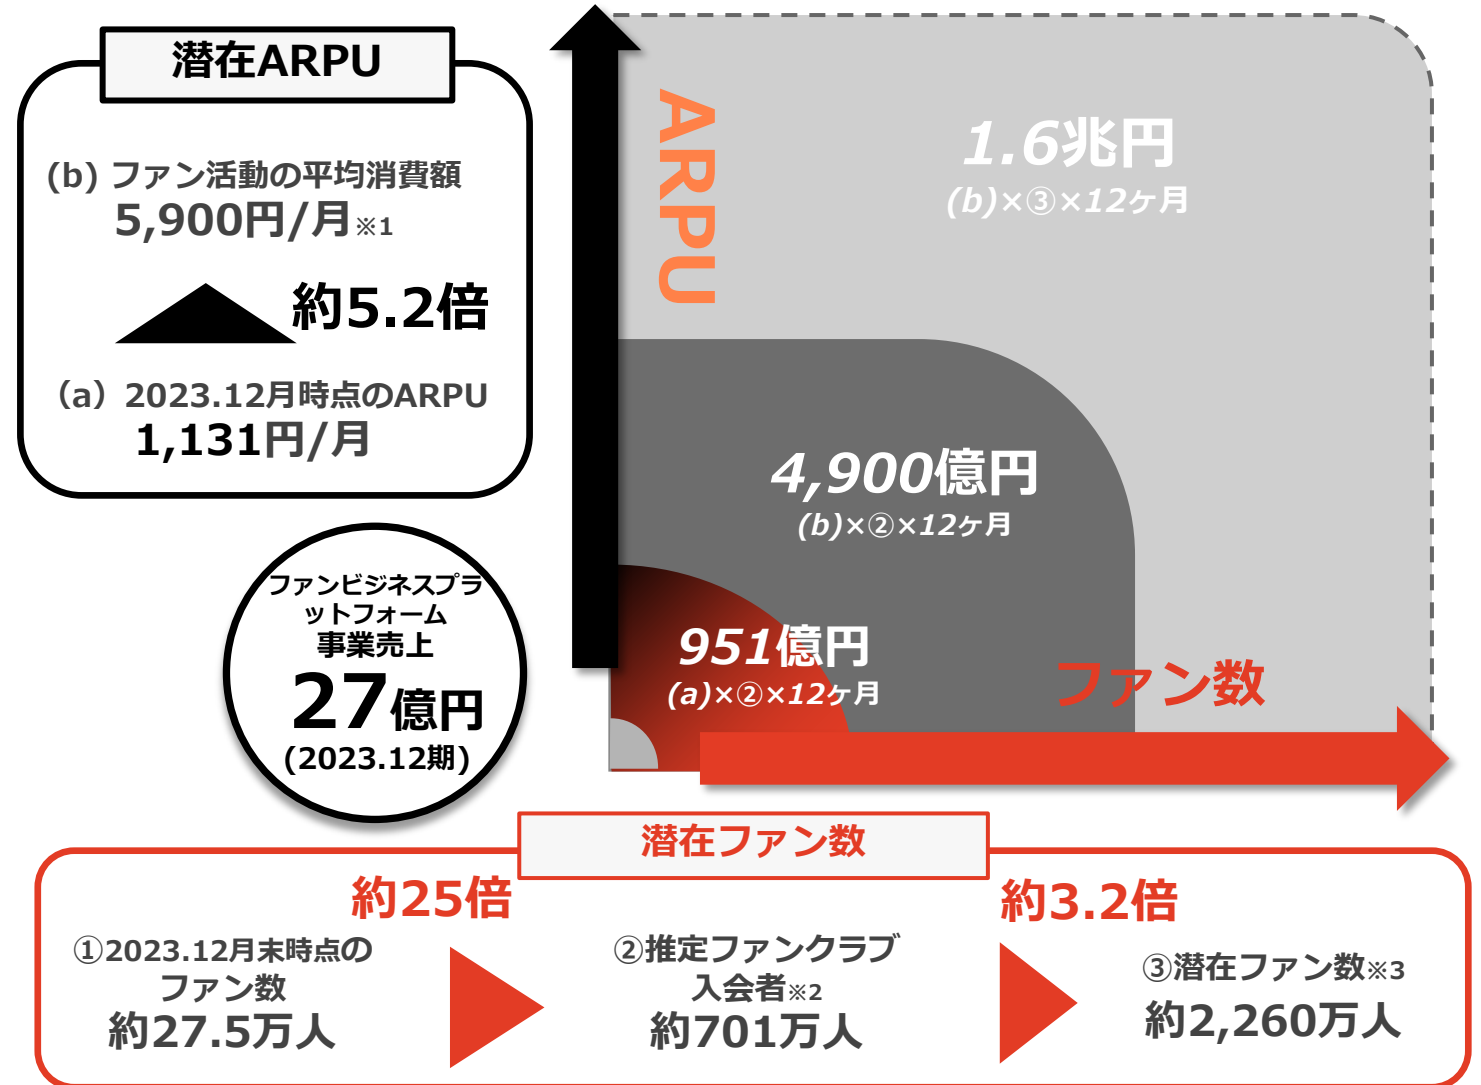 潜在ARPU
(b) ファン活動の平均消費額
5,900円/月※1
約5.2倍
（a）2023.12月時点のARPU
1,131円/月
ARPU
1.6兆円
(b)×③×12ヶ月
4,900億円
(b)×②×12ヶ月
951億円
(a)×②×12ヶ月
ファン数
ファンビジネスプラ
ットフォーム
事業売上
27億円
(2023.12期)
潜在ファン数
約25倍
約3.2倍
①2023.12月末時点の
ファン数
約27.5万人
②推定ファンクラブ
入会者※2
約701万人
③潜在ファン数※3
約2,260万人